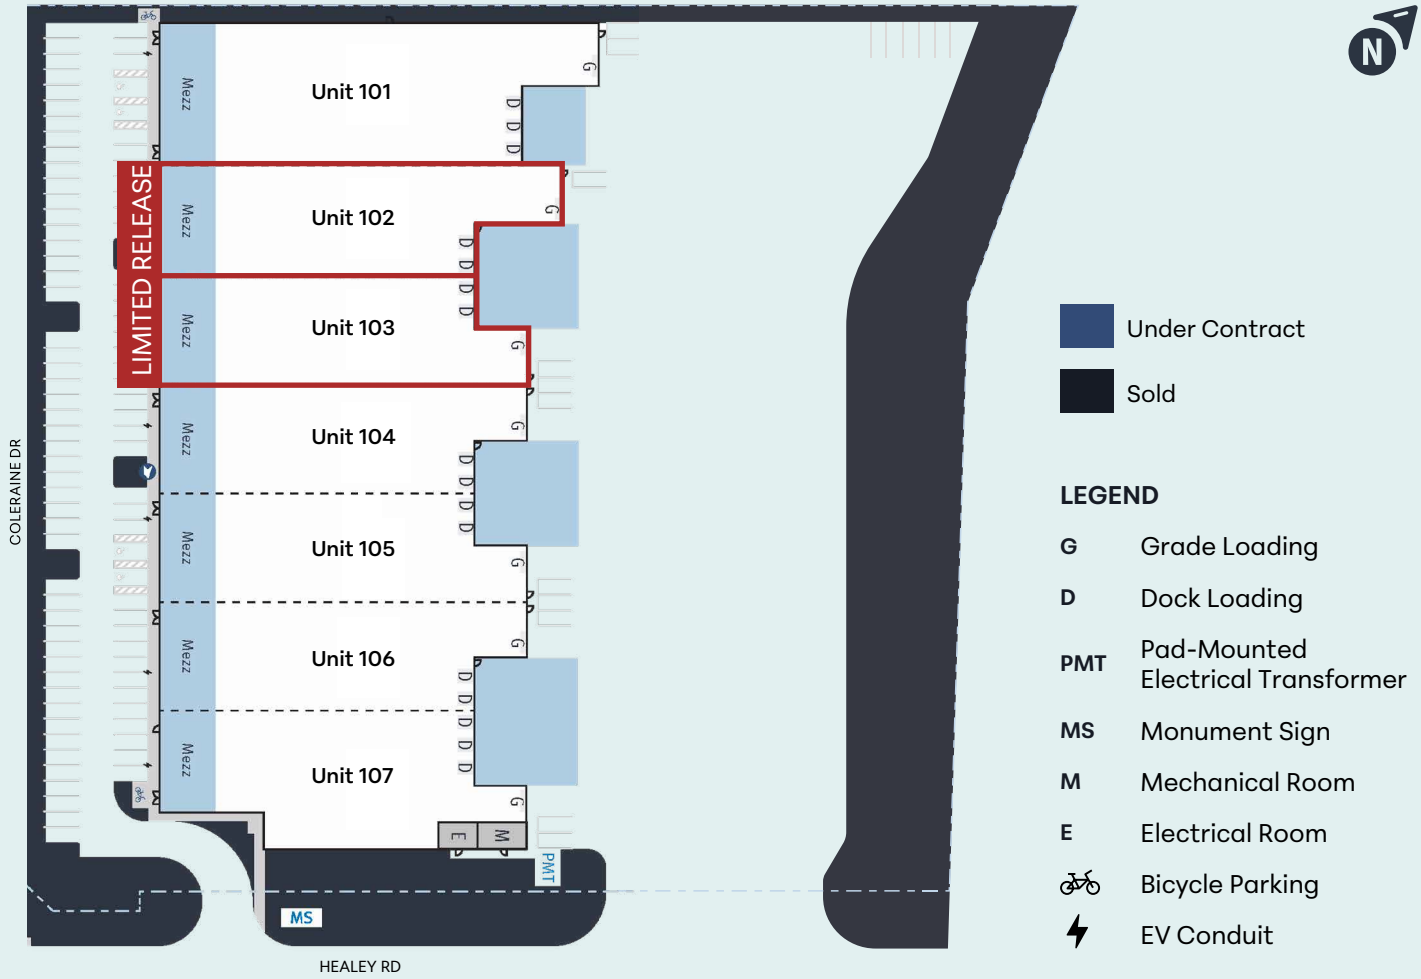 N
Mezz
Unit 101
G
D
D
D
LIMITED RELEASE
Mezz
Unit 102
G
D
D
Mezz
Unit 103
D
D
G
Mezz
Unit 104
G
D
D
Mezz
Unit 105
D
D
G
Mezz
Unit 106
G
D
D
Mezz
Unit 107
D
D
D
G
E
M
PMT
MS
COLERAINE DR
HEALEY RD
Under Contract
Sold
LEGEND
G Grade Loading
D Dock Loading
PMT Pad-Mounted
Electrical Transformer
MS Monument Sign
M Mechanical Room
E Electrical Room
Bicycle Parking
EV Conduit